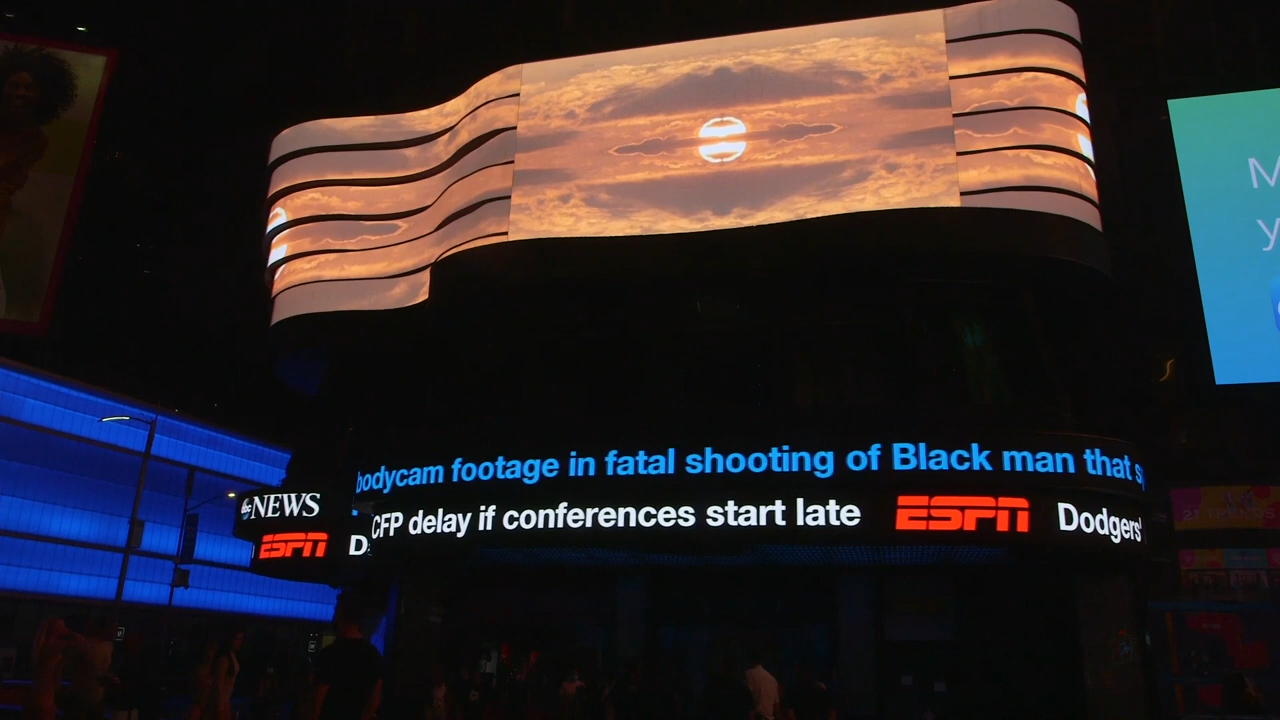 bodycam footage in fatal shooting of Black man that s
abc NEWS
CFP delay if conferences start late ESPN Dodgers'
ESPN D
M
y